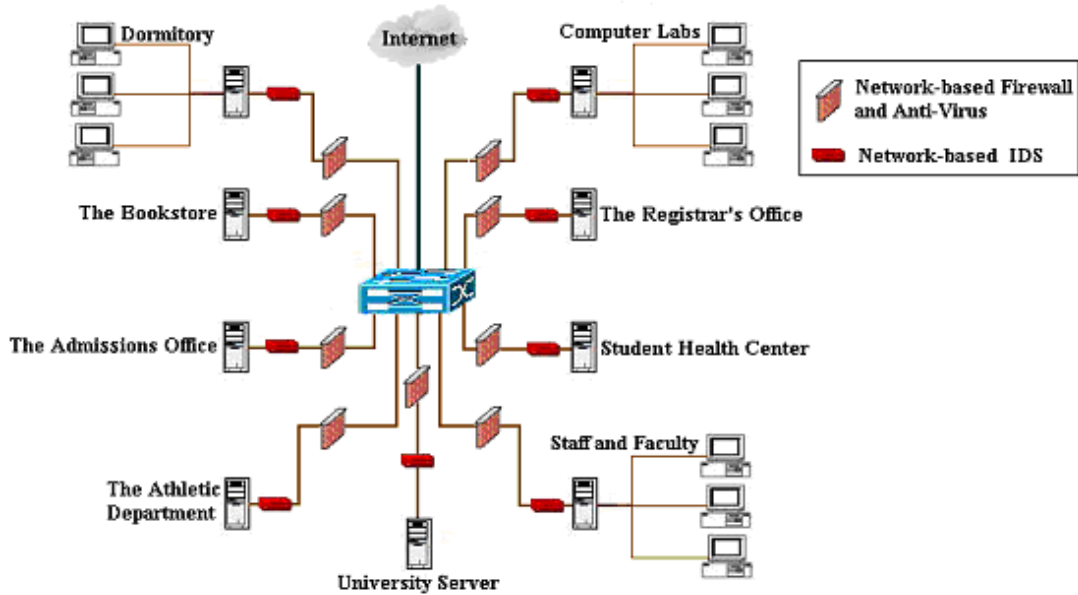 Dormitory
Internet
Computer Labs
Network-based Firewall
and Anti-Virus
Network-based IDS
The Bookstore
The Registrar's Office
The Admissions Office
Student Health Center
Staff and Faculty
The Athletic
Department
University Server